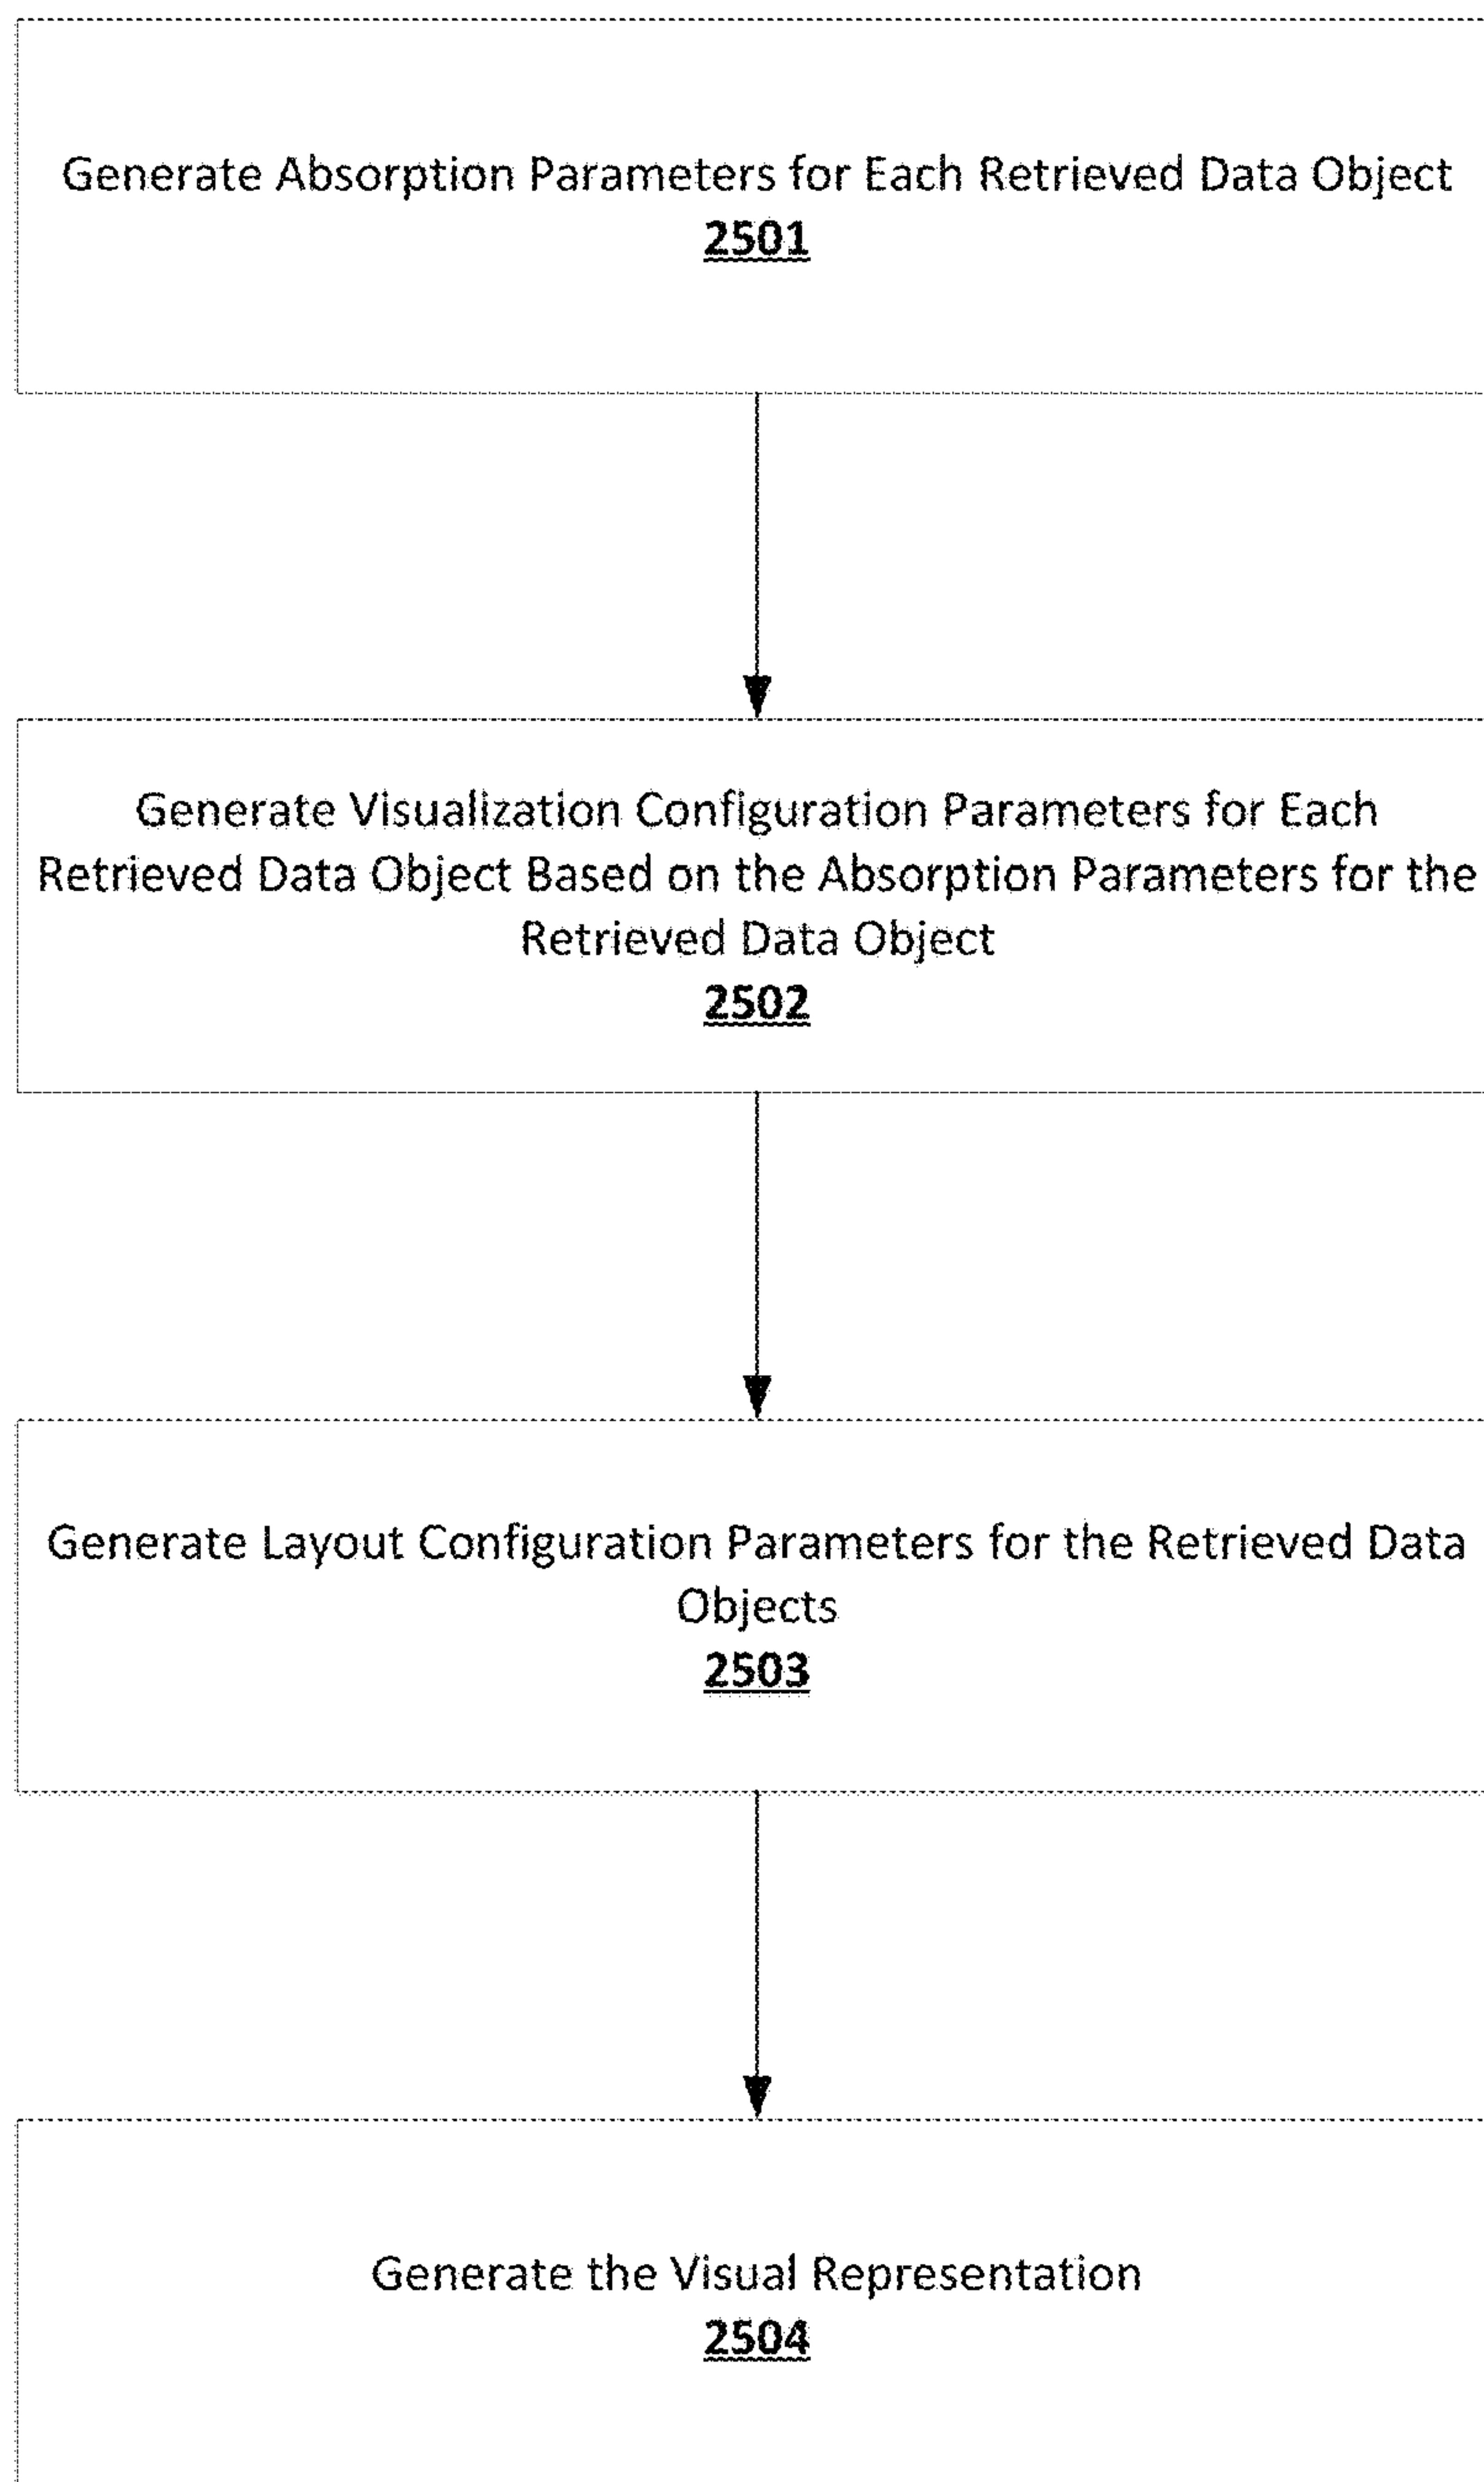 Generate Absorption Parameters for Each Retrieved Data Object
2501
Generate Visualization Configuration Parameters for Each
Retrieved Data Object Based on the Absorption Parameters for the
Retrieved Data Object
2502
Generate Layout Configuration Parameters for the Retrieved Data
Objects
2503
Generate the Visual Representation
2504